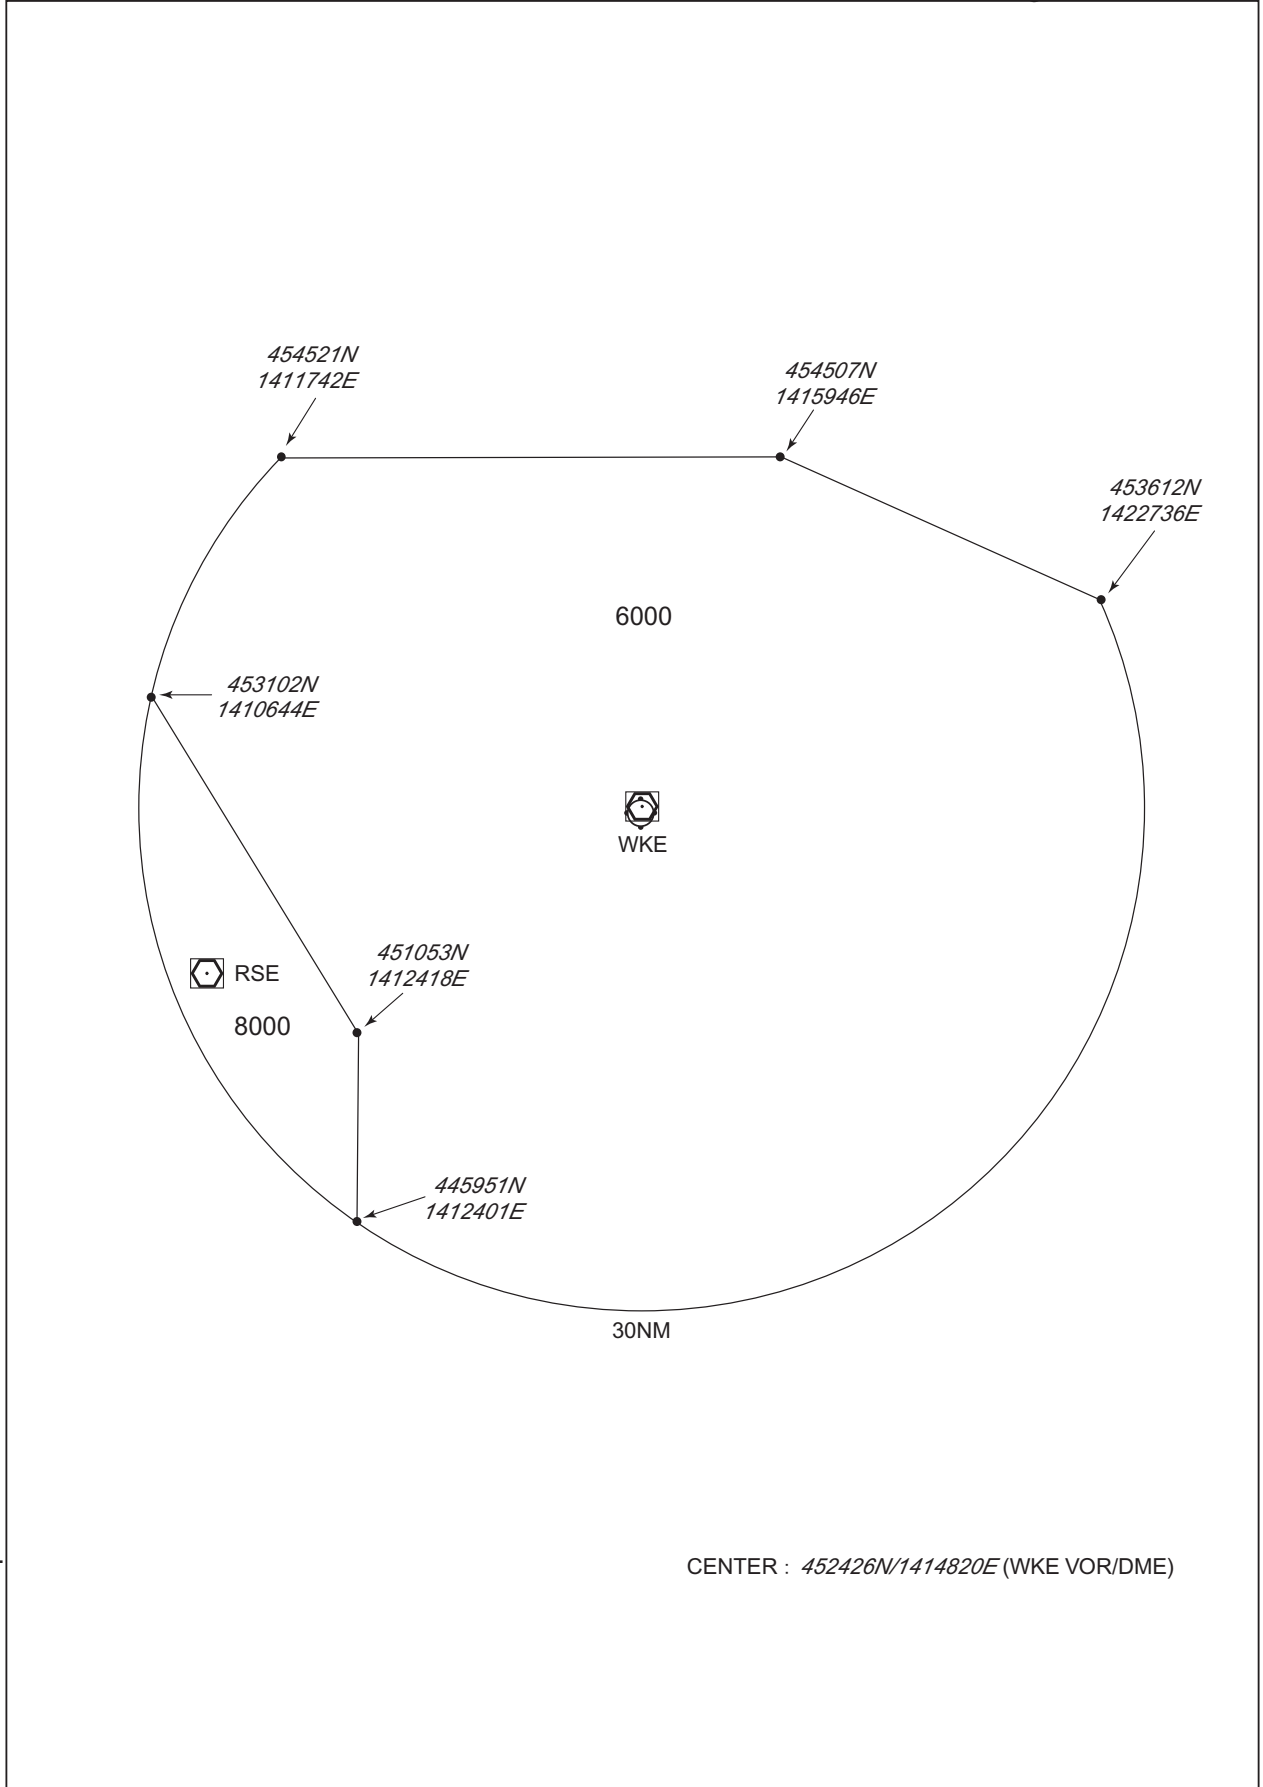 454521N
1411742E
454507N
1415946E
453612N
1422736E
6000
453102N
1410644E
WKE
451053N
1412418E
RSE
8000
445951N
1412401E
30NM
CENTER : 452426N/1414820E (WKE VOR/DME)